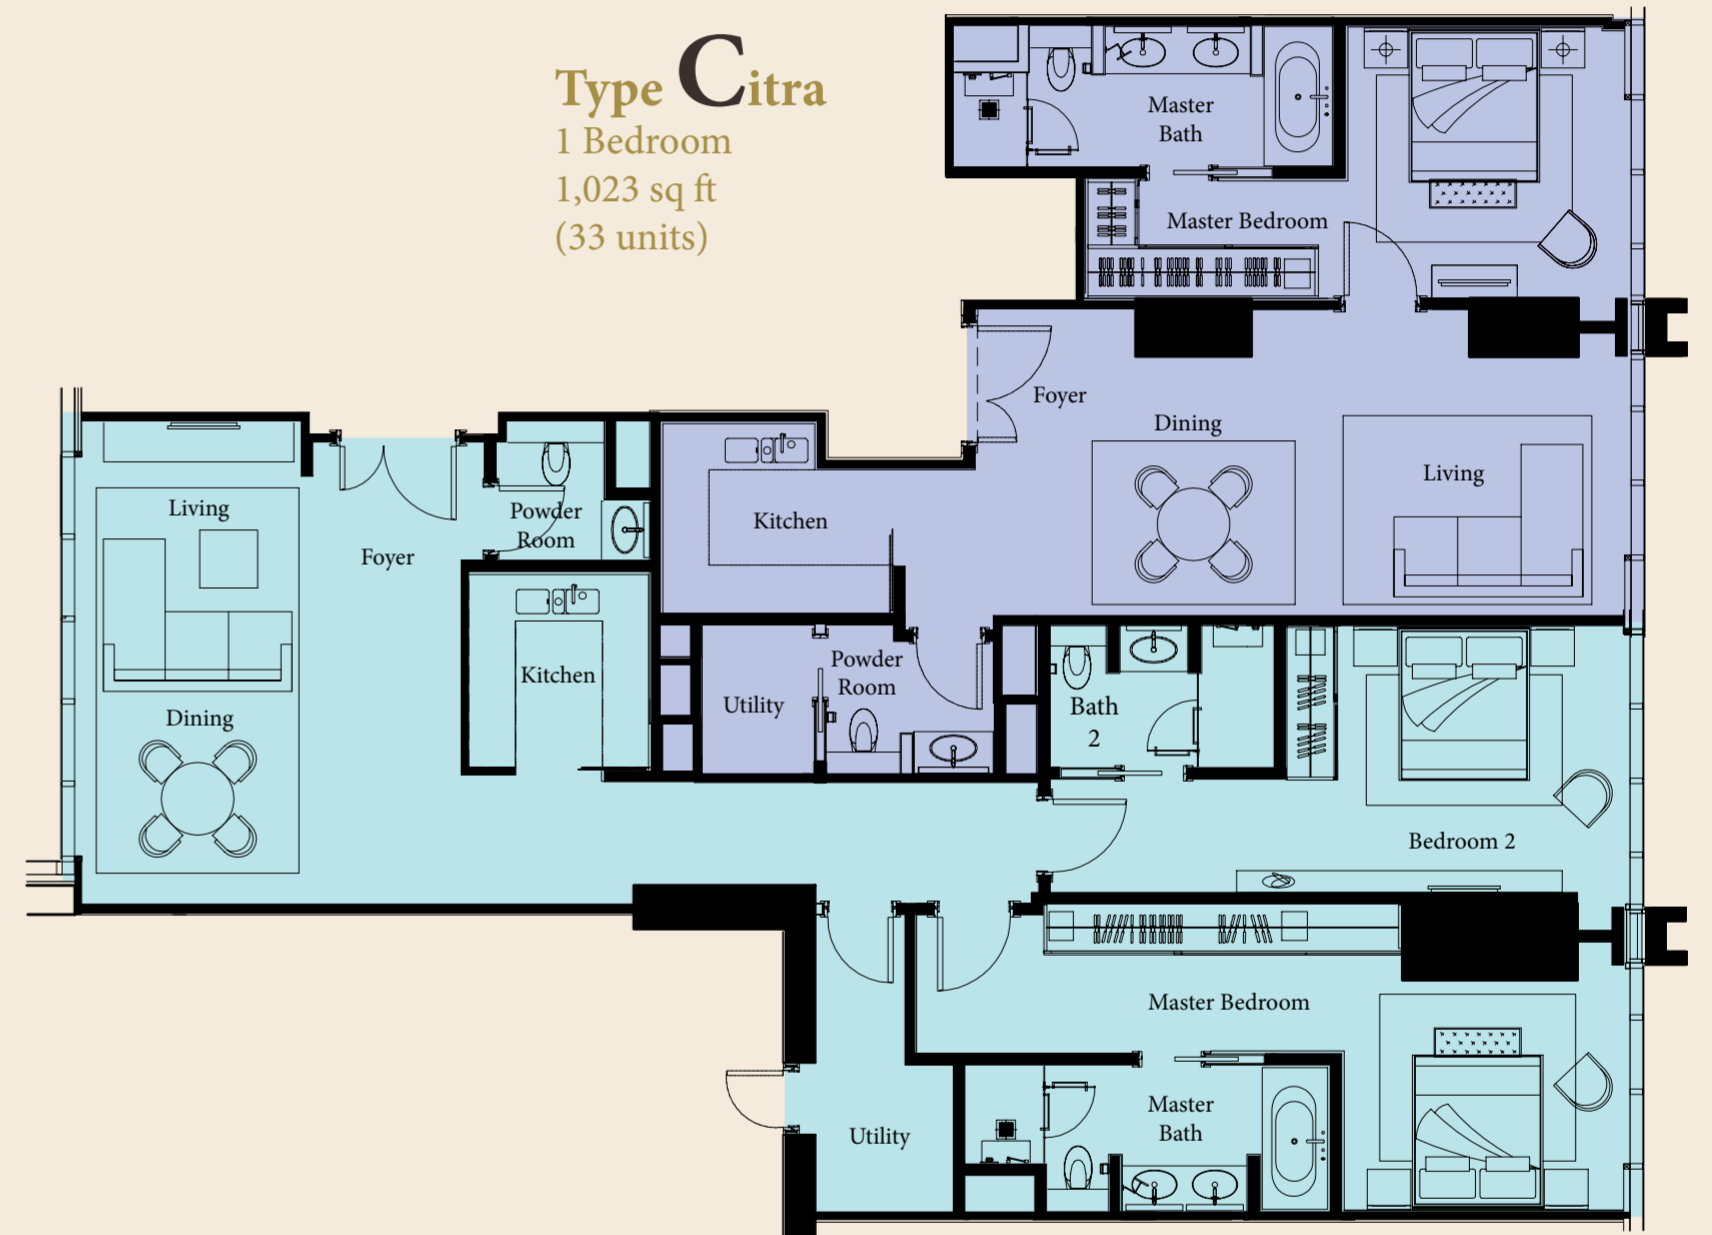 Type Citra
1 Bedroom
1,023 sq ft
(33 units)
Master
Bath
Master Bedroom
Foyer
Dining
Living
Kitchen
Utility
Powder
Room
Living
Foyer
Powder
Room
Kitchen
Dining
Bath
2
Bedroom 2
Master Bedroom
Master
Bath
Utility